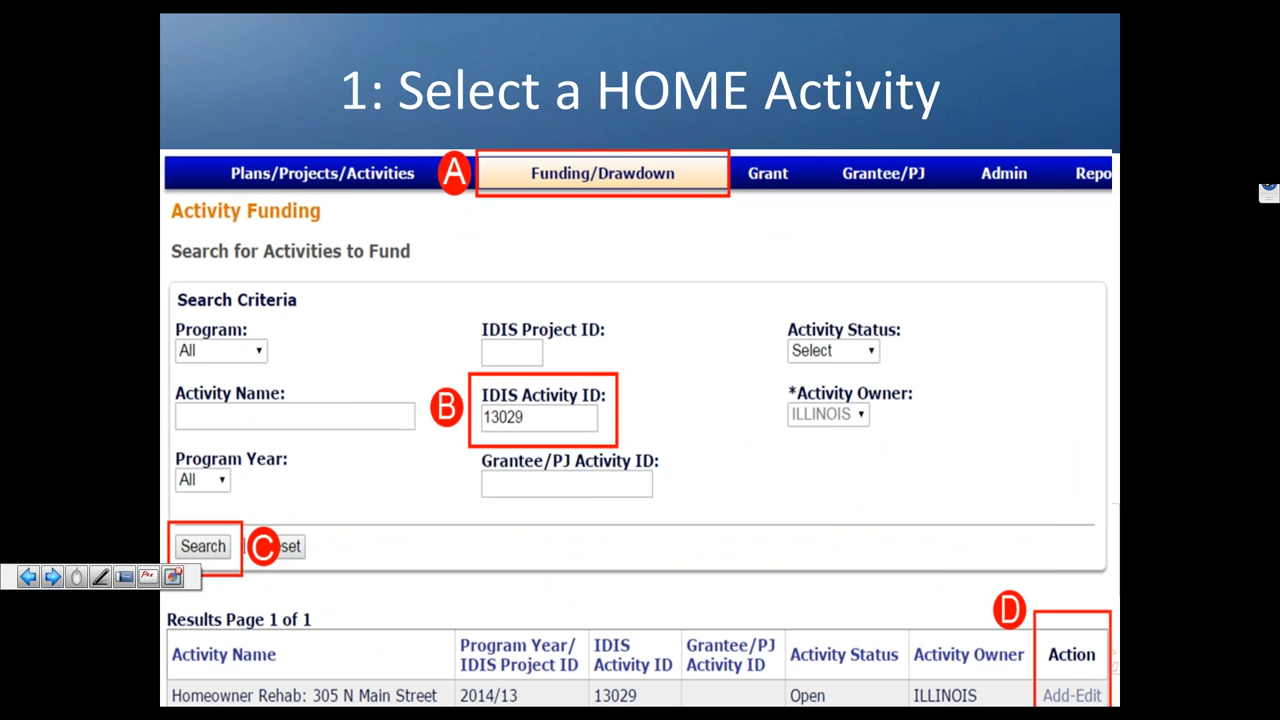 1: Select a HOME Activity
Plans/Projects/Activities A Funding/Drawdown Grant Grantee/PJ Admin Repo
Activity Funding
Search for Activities to Fund
Search Criteria
Program: IDIS Project ID: Activity Status:
All Select
Activity Name: B IDIS Activity ID: *Activity Owner:
13029 ILLINOIS
Program Year: Grantee/PJ Activity ID:
All
Search C set
D
Results Page 1 of 1
Activity Name Program Year/ IDIS Project ID IDIS Activity ID Grantee/PJ Activity ID Activity Status Activity Owner Action
Homeowner Rehab: 305 N Main Street 2014/13 13029 Open ILLINOIS Add-Edit